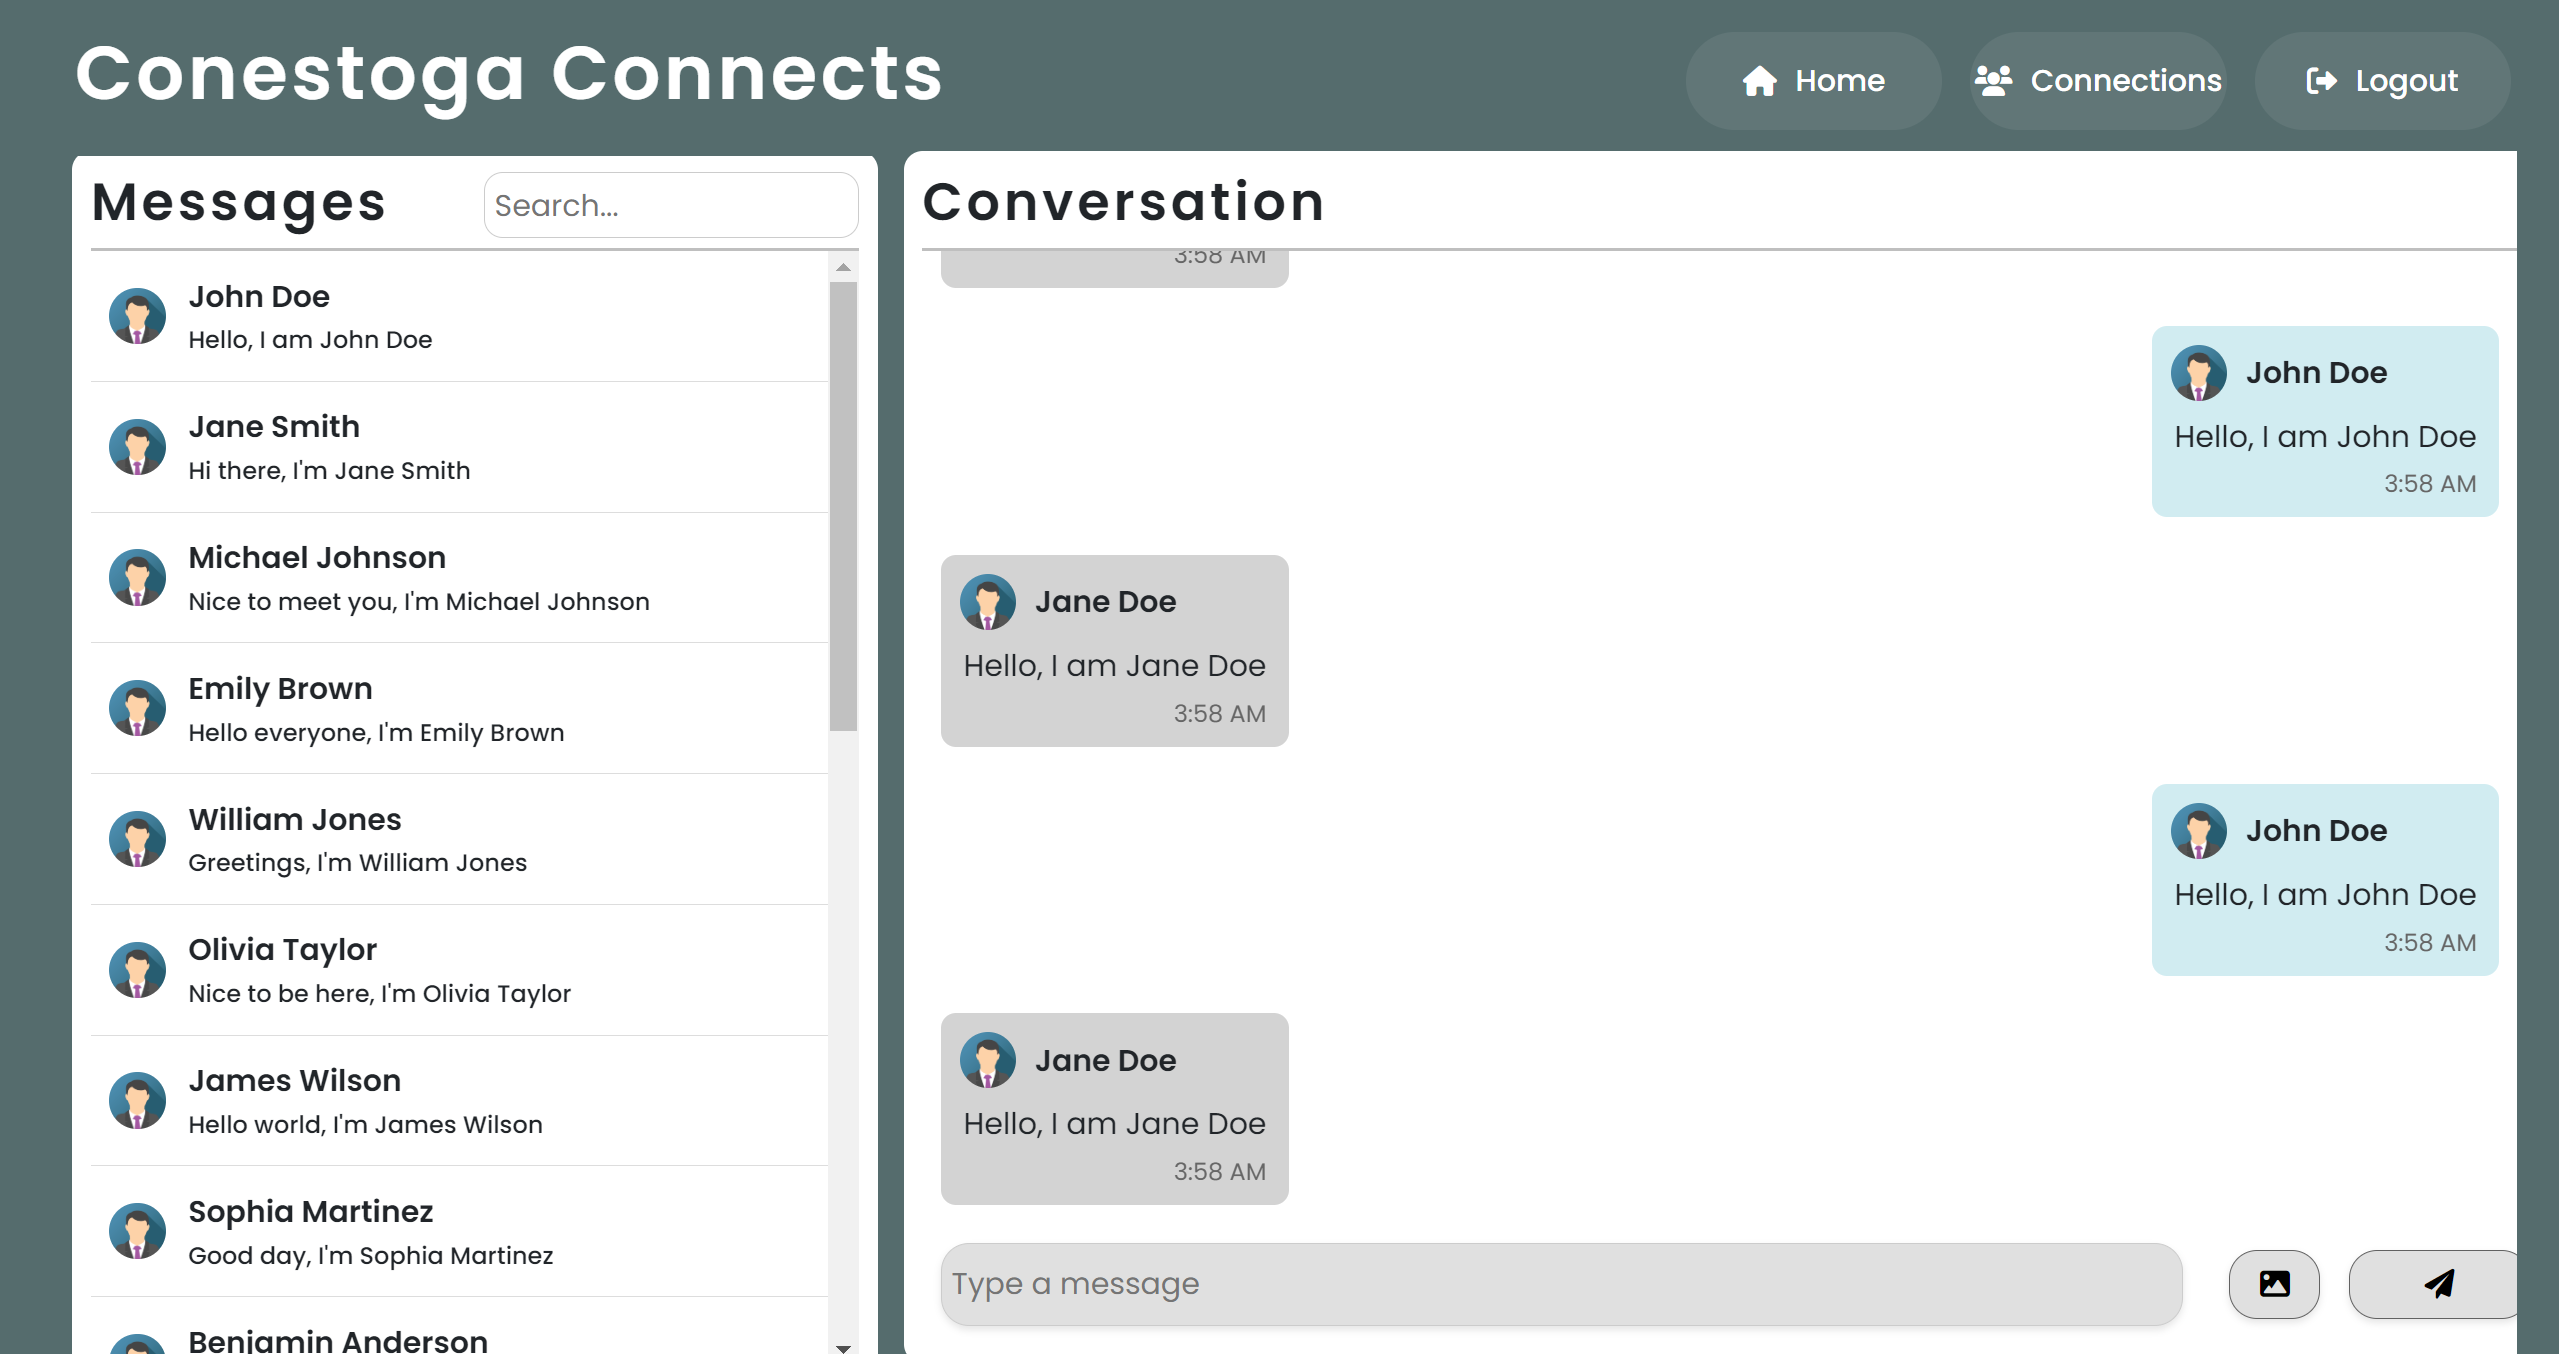 Conestoga Connects
Home
Connections
Logout
Messages
Search...
John Doe
Hello, I am John Doe
Jane Smith
Hi there, I'm Jane Smith
Michael Johnson
Nice to meet you, I'm Michael Johnson
Emily Brown
Hello everyone, I'm Emily Brown
William Jones
Greetings, I'm William Jones
Olivia Taylor
Nice to be here, I'm Olivia Taylor
James Wilson
Hello world, I'm James Wilson
Sophia Martinez
Good day, I'm Sophia Martinez
Benjamin Anderson
Conversation
3:58 AM
John Doe
Hello, I am John Doe
3:58 AM
Jane Doe
Hello, I am Jane Doe
3:58 AM
John Doe
Hello, I am John Doe
3:58 AM
Jane Doe
Hello, I am Jane Doe
3:58 AM
Type a message